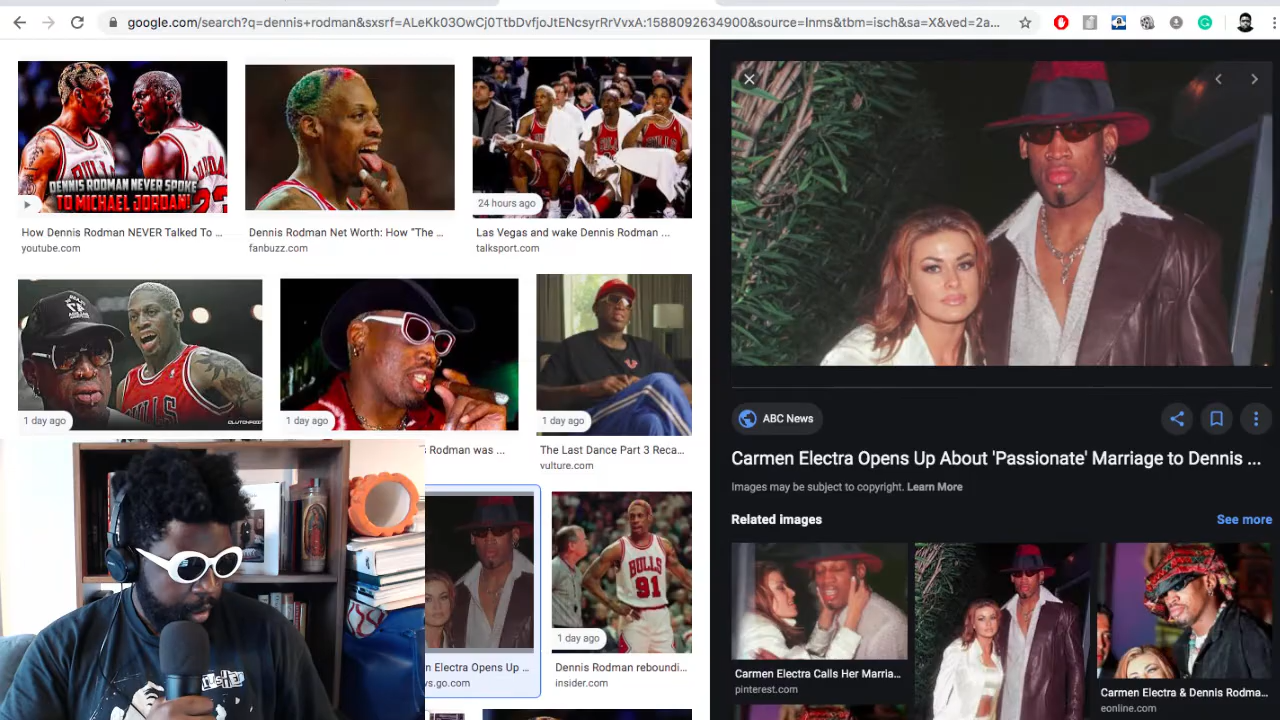 google.com/search?q=dennis+rodman&sxsrf=ALeKk03OwCj0TtbDvfjoJtENcsyrRrVvxA:1588092634900&source=lnms&tbm=isch&sa=X&ved=2a...
DENNIS RODMAN NEVER SPOKE
TO MICHAEL JORDAN!
How Dennis Rodman NEVER Talked To ...
youtube.com
Dennis Rodman Net Worth: How "The ...
fanbuzz.com
24 hours ago
Las Vegas and wake Dennis Rodman ...
talksport.com
BULLS
1 day ago
1 day ago
1 day ago
Rodman was ...
The Last Dance Part 3 Reca...
vulture.com
BULLS
91
1 day ago
n Electra Opens Up ...
vs.go.com
Dennis Rodman reboundi...
insider.com
ABC News
Carmen Electra Opens Up About 'Passionate' Marriage to Dennis ...
Images may be subject to copyright. Learn More
Related images
See more
Carmen Electra Calls Her Marria...
pinterest.com
Carmen Electra & Dennis Rodma...
eonline.com